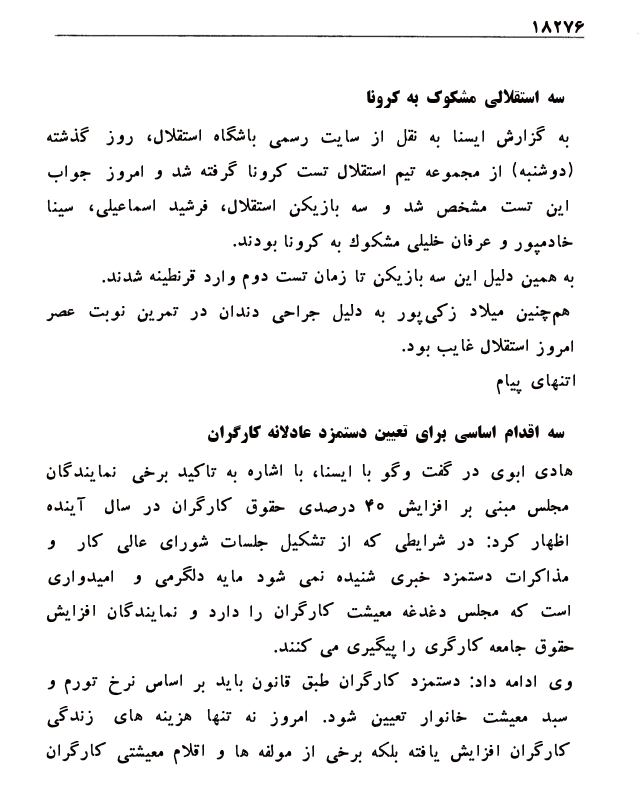 ۱۸۲۷۶
سه استقلالی مشکوک به کرونا
به گزارش ایسنا به نقل از سایت رسمی باشگاه استقلال، روز گذشته
(دوشنبه) از مجموعه تیم استقلال تست کرونا گرفته شد و امروز جواب
این تست مشخص شد و سه بازیکن استقلال، فرشید اسماعیلی، سینا
خادمپور و عرفان خلیلی مشکوك به کرونا بودند.
به همین دلیل این سه بازیکن تا زمان تست دوم وارد قرنطینه شدند.
هم‌چنین میلاد زکی‌پور به دلیل جراحی دندان در تمرین نوبت عصر
امروز استقلال غایب بود.
اتنهای پیام
سه اقدام اساسی برای تعیین دستمزد عادلانه کارگران
هادی ابوی در گفت وگو با ایسنا، با اشاره به تاکید برخی نمایندگان
مجلس مبنی بر افزایش ۴۰ درصدی حقوق کارگران در سال آینده
اظهار کرد: در شرایطی که از تشکیل جلسات شورای عالی کار و
مذاکرات دستمزد خبری شنیده نمی شود مایه دلگرمی و امیدواری
است که مجلس دغدغه معیشت کارگران را دارد و نمایندگان افزایش
حقوق جامعه کارگری را پیگیری می کنند.
وی ادامه داد: دستمزد کارگران طبق قانون باید بر اساس نرخ تورم و
سبد معیشت خانوار تعیین شود. امروز نه تنها هزینه های زندگی
کارگران افزایش یافته بلکه برخی از مولفه ها و اقلام معیشتی کارگران